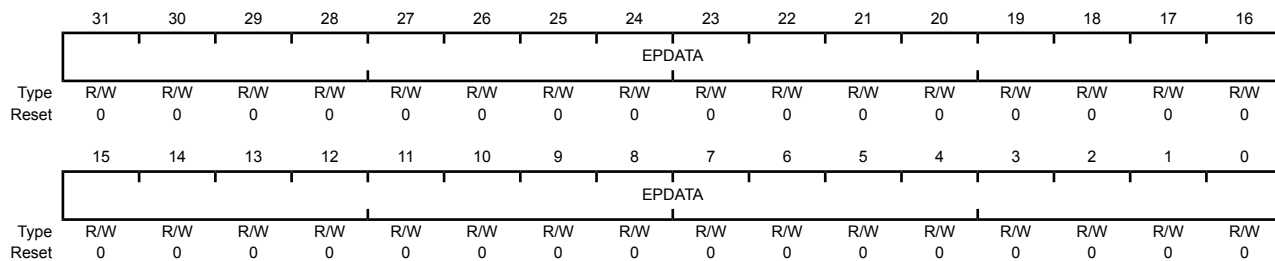 31 30 29 28 27 26 25 24 23 22 21 20 19 18 17 16
EPDATA
Type R/W R/W R/W R/W R/W R/W R/W R/W R/W R/W R/W R/W R/W R/W R/W R/W
Reset 0 0 0 0 0 0 0 0 0 0 0 0 0 0 0 0
15 14 13 12 11 10 9 8 7 6 5 4 3 2 1 0
EPDATA
Type R/W R/W R/W R/W R/W R/W R/W R/W R/W R/W R/W R/W R/W R/W R/W R/W
Reset 0 0 0 0 0 0 0 0 0 0 0 0 0 0 0 0